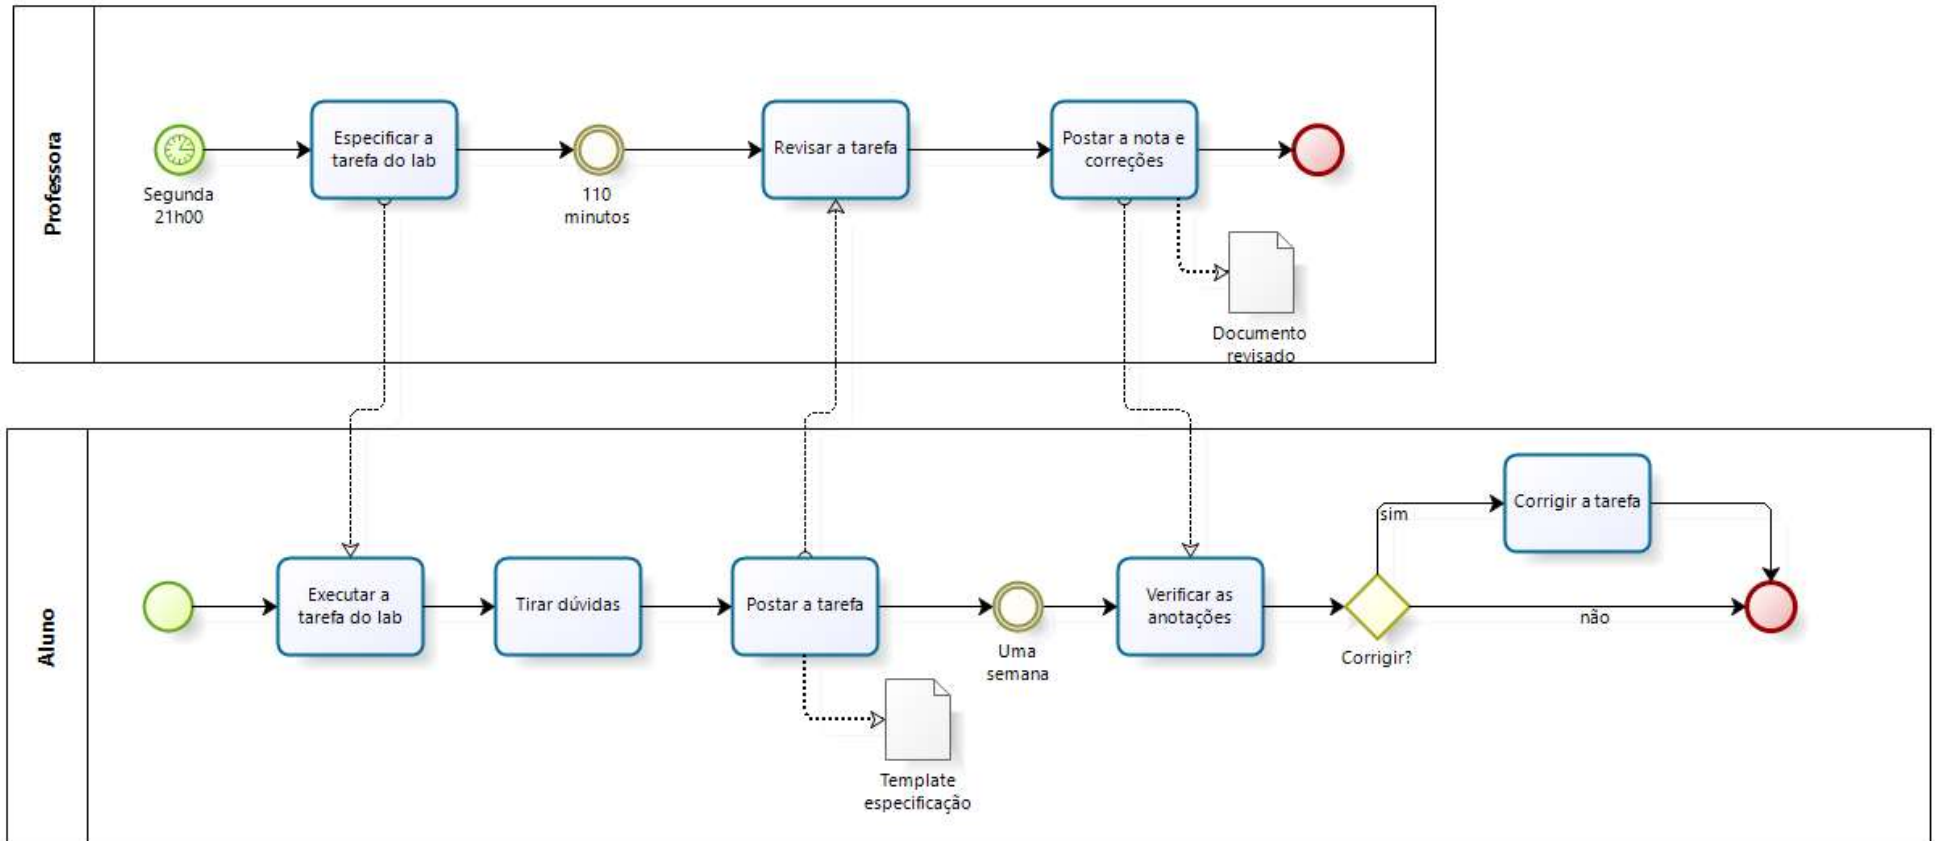 Professora
Segunda
21h00
Especificar a
tarefa do lab
110
minutos
Revisar a tarefa
Postar a nota e
correções
Documento
revisado
Aluno
Executar a
tarefa do lab
Tirar dúvidas
Postar a tarefa
Template
especificação
Uma
semana
Verificar as
anotações
Corrigir?
sim
Corrigir a tarefa
não